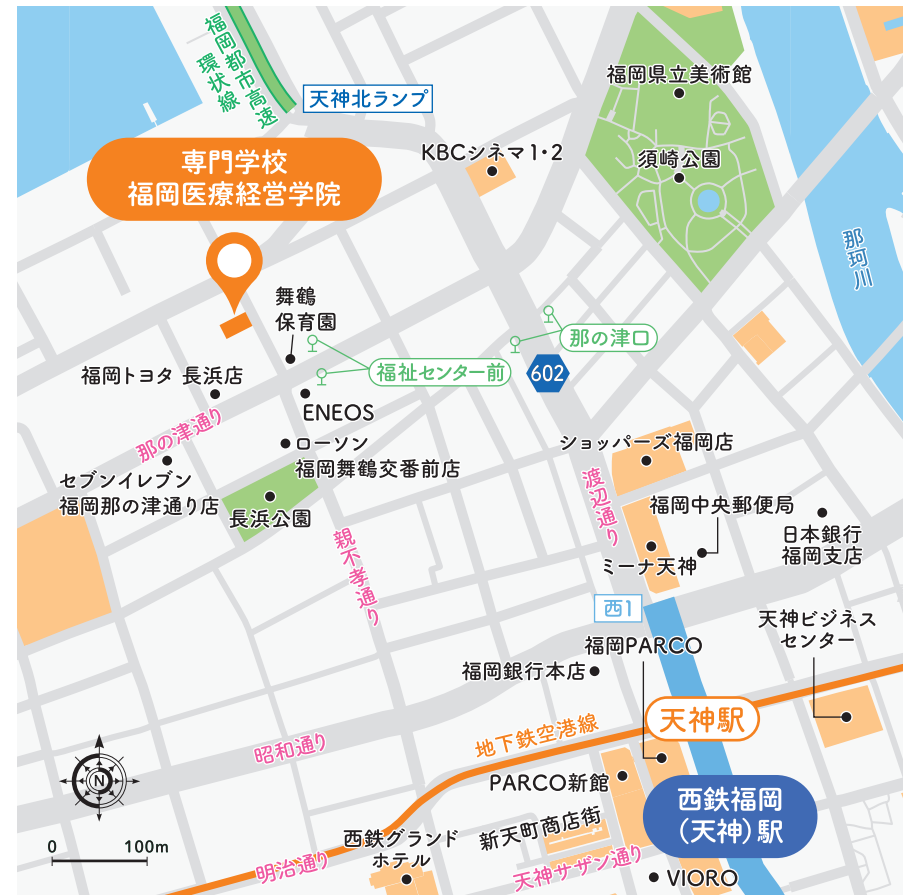 福岡都市高速
環状線
天神北ランプ
福岡県立美術館
KBCシネマ1・2
須崎公園
専門学校
福岡医療経営学院
那珂川
舞鶴
保育園
那の津口
福祉センター前
602
福岡トヨタ 長浜店
ENEOS
那の津通り
ローソン
福岡舞鶴交番前店
ショッパーズ福岡店
セブンイレブン
福岡那の津通り店
長浜公園
渡辺通り
福岡中央郵便局
日本銀行
福岡支店
親不孝通り
ミーナ天神
西1
天神ビジネス
センター
福岡PARCO
福岡銀行本店
天神駅
地下鉄空港線
昭和通り
N
PARCO新館
西鉄福岡
（天神）駅
新天町商店街
西鉄グランド
ホテル
0 100m
明治通り
天神サザン通り
VIORO